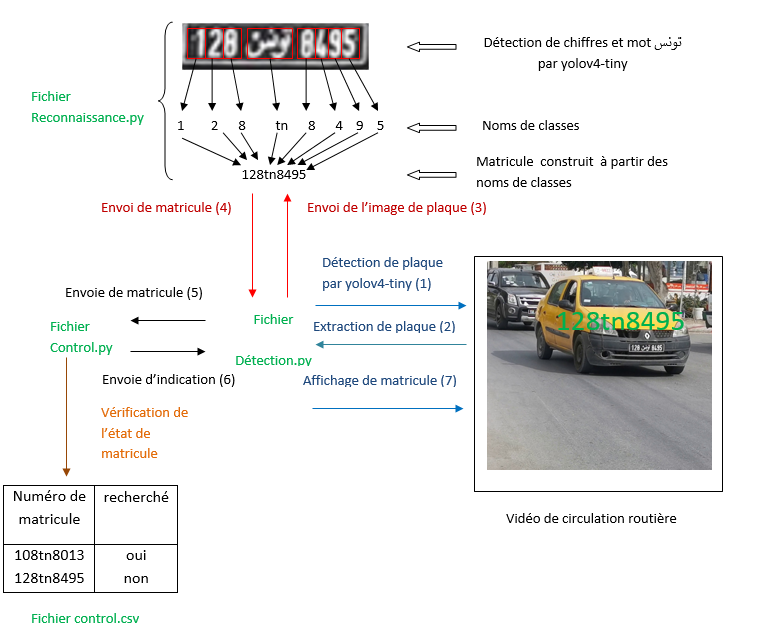 128 تونس 8495
Détection de chiffres et mot تونس
par yolov4-tiny
Fichier
Reconnaissance.py
1 2 8 tn 8 4 9 5
Noms de classes
128tn8495
Matricule construit à partir des
noms de classes
Envoi de matricule (4)
Envoi de l’image de plaque (3)
Détection de plaque
par yolov4-tiny (1)
Envoie de matricule (5)
Fichier
Control.py
Fichier
Détection.py
Extraction de plaque (2)
Envoie d’indication (6)
Affichage de matricule (7)
128tn8495
128 تونس 8495
Vérification de
l’état de
matricule
Numéro de
matricule
recherché
108tn8013 oui
128tn8495 non
Vidéo de circulation routière
Fichier control.csv